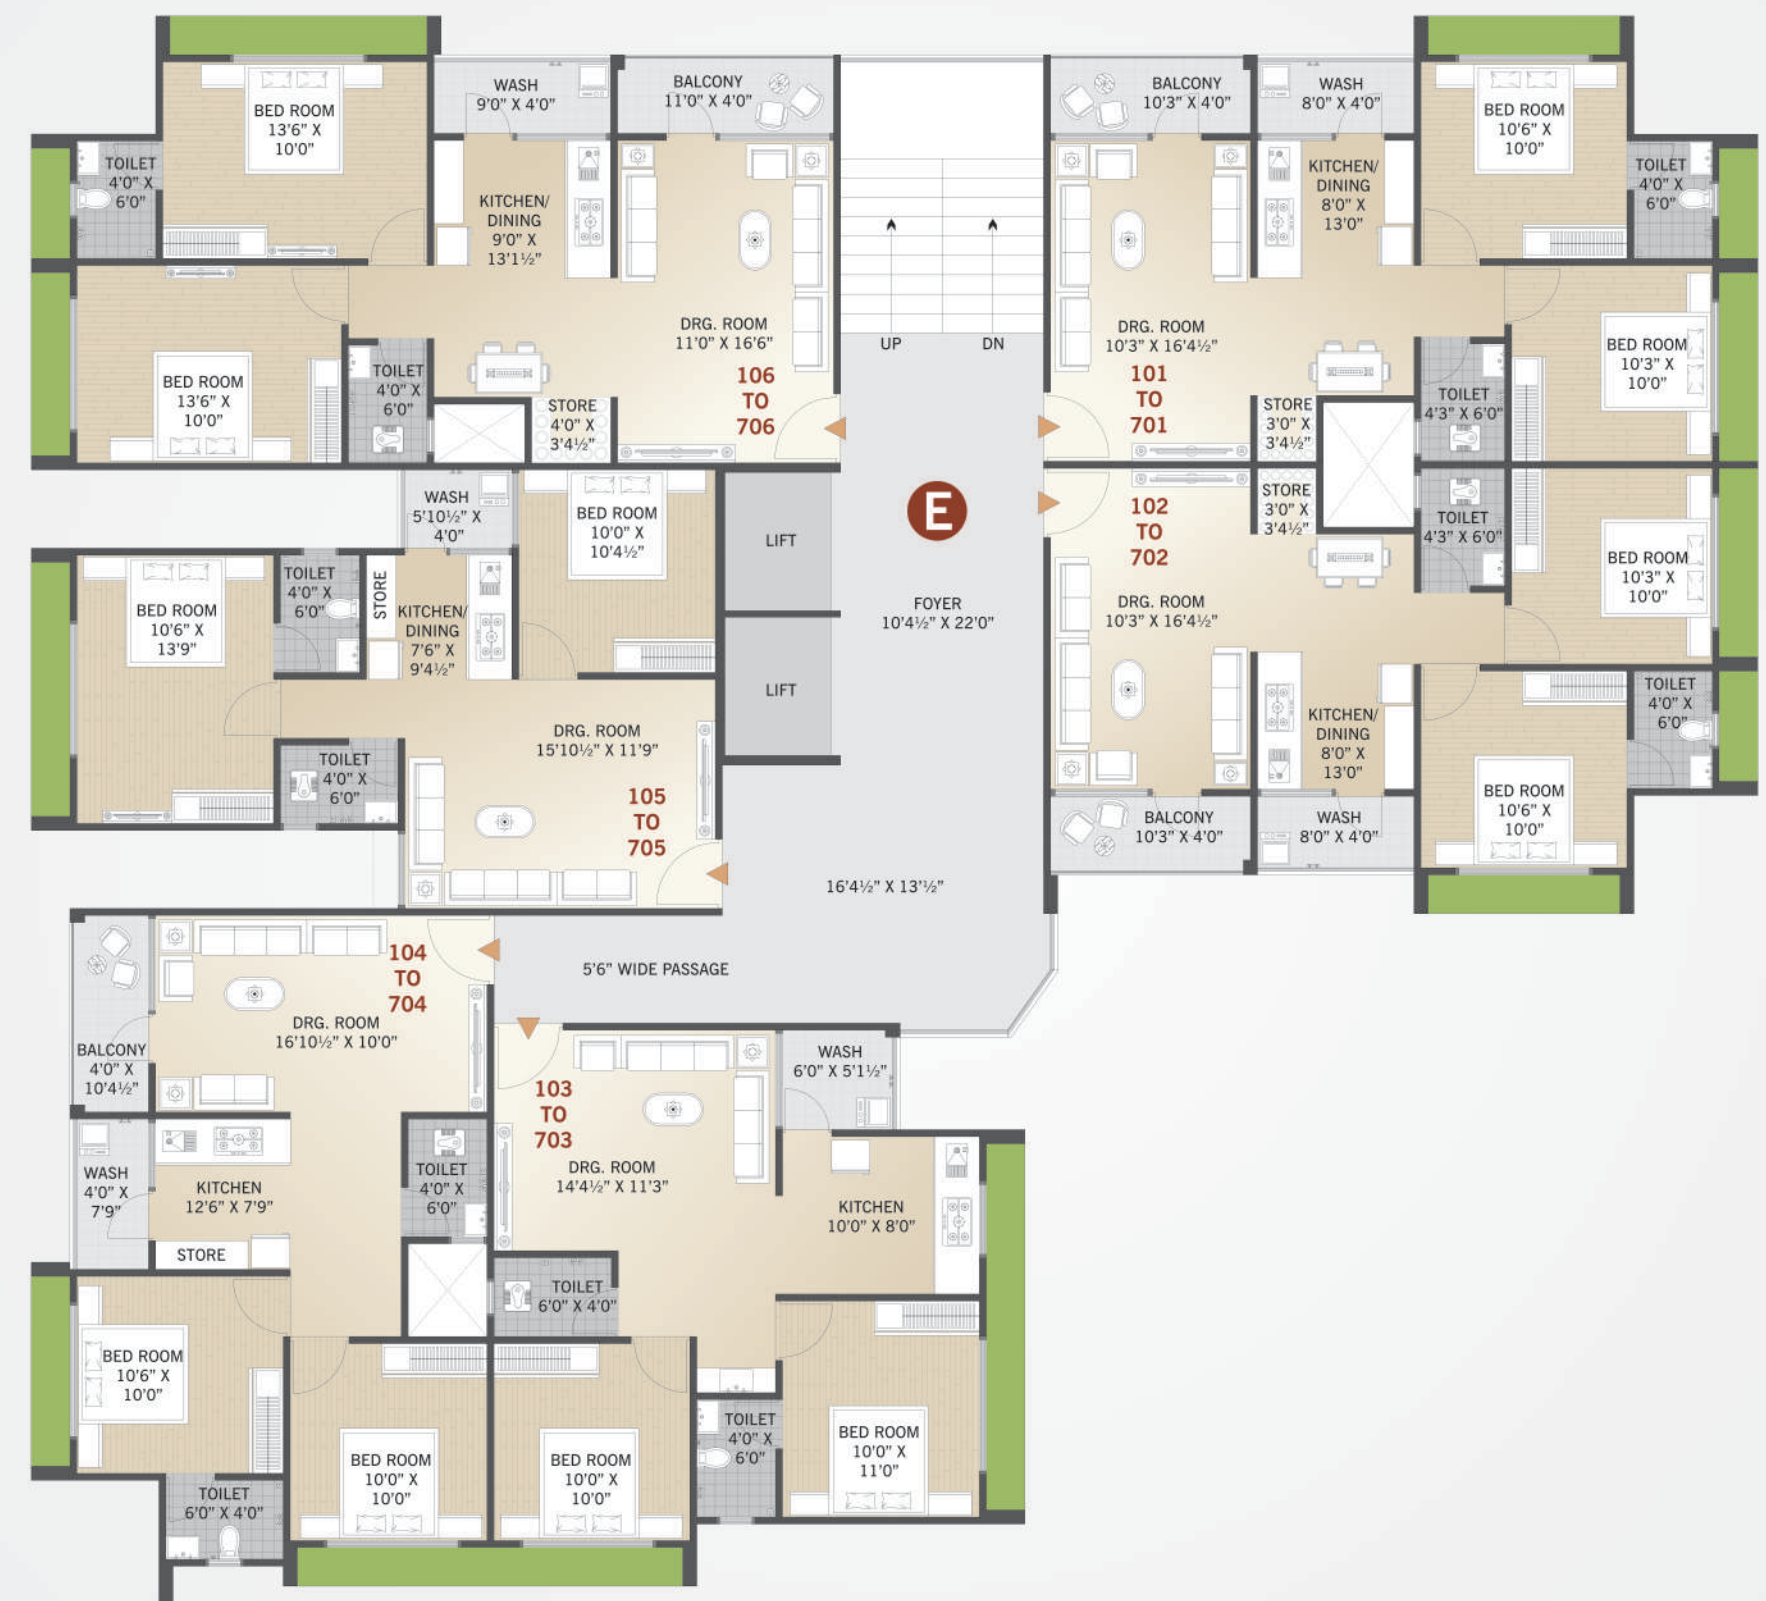 BED ROOM
13'6" X
10'0"
TOILET
4'0" X
6'0"
WASH
9'0" X 4'0"
BALCONY
11'0" X 4'0"
KITCHEN/
DINING
9'0" X
13'1½"
DRG. ROOM
11'0" X 16'6"
106
TO
706
BED ROOM
13'6" X
10'0"
TOILET
4'0" X
6'0"
STORE
4'0" X
3'4½"
UP
DN
BALCONY
10'3" X 4'0"
WASH
8'0" X 4'0"
BED ROOM
10'6" X
10'0"
TOILET
4'0" X
6'0"
KITCHEN/
DINING
8'0" X
13'0"
DRG. ROOM
10'3" X 16'4½"
101
TO
701
BED ROOM
10'3" X
10'0"
STORE
3'0" X
3'4½"
TOILET
4'3" X 6'0"
E
LIFT
LIFT
FOYER
10'4½" X 22'0"
16'4½" X 13'½"
5'6" WIDE PASSAGE
102
TO
702
DRG. ROOM
10'3" X 16'4½"
STORE
3'0" X
3'4½"
TOILET
4'3" X 6'0"
BED ROOM
10'3" X
10'0"
KITCHEN/
DINING
8'0" X
13'0"
TOILET
4'0" X
6'0"
BED ROOM
10'6" X
10'0"
BALCONY
10'3" X 4'0"
WASH
8'0" X 4'0"
WASH
5'10½" X
4'0"
BED ROOM
10'0" X
10'4½"
BED ROOM
10'6" X
13'9"
TOILET
4'0" X
6'0"
STORE
KITCHEN/
DINING
7'6" X
9'4½"
DRG. ROOM
15'10½" X 11'9"
TOILET
4'0" X
6'0"
105
TO
705
104
TO
704
DRG. ROOM
16'10½" X 10'0"
BALCONY
4'0" X
10'4½"
WASH
4'0" X
7'9"
KITCHEN
12'6" X 7'9"
STORE
TOILET
4'0" X
6'0"
BED ROOM
10'6" X
10'0"
TOILET
6'0" X 4'0"
BED ROOM
10'0" X
10'0"
103
TO
703
DRG. ROOM
14'4½" X 11'3"
WASH
6'0" X 5'1½"
KITCHEN
10'0" X 8'0"
TOILET
6'0" X 4'0"
BED ROOM
10'0" X
10'0"
TOILET
4'0" X
6'0"
BED ROOM
10'0" X
11'0"